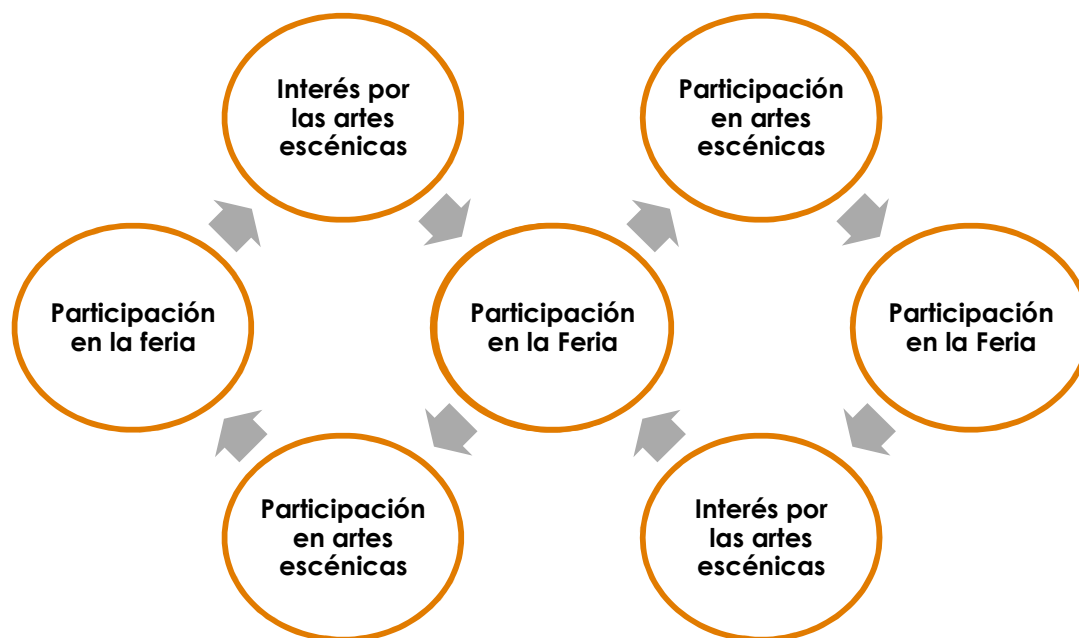 Interés por
las artes
escénicas
Participación
en artes
escénicas
Participación
en la feria
Participación
en la Feria
Participación
en la Feria
Participación
en artes
escénicas
Interés por
las artes
escénicas